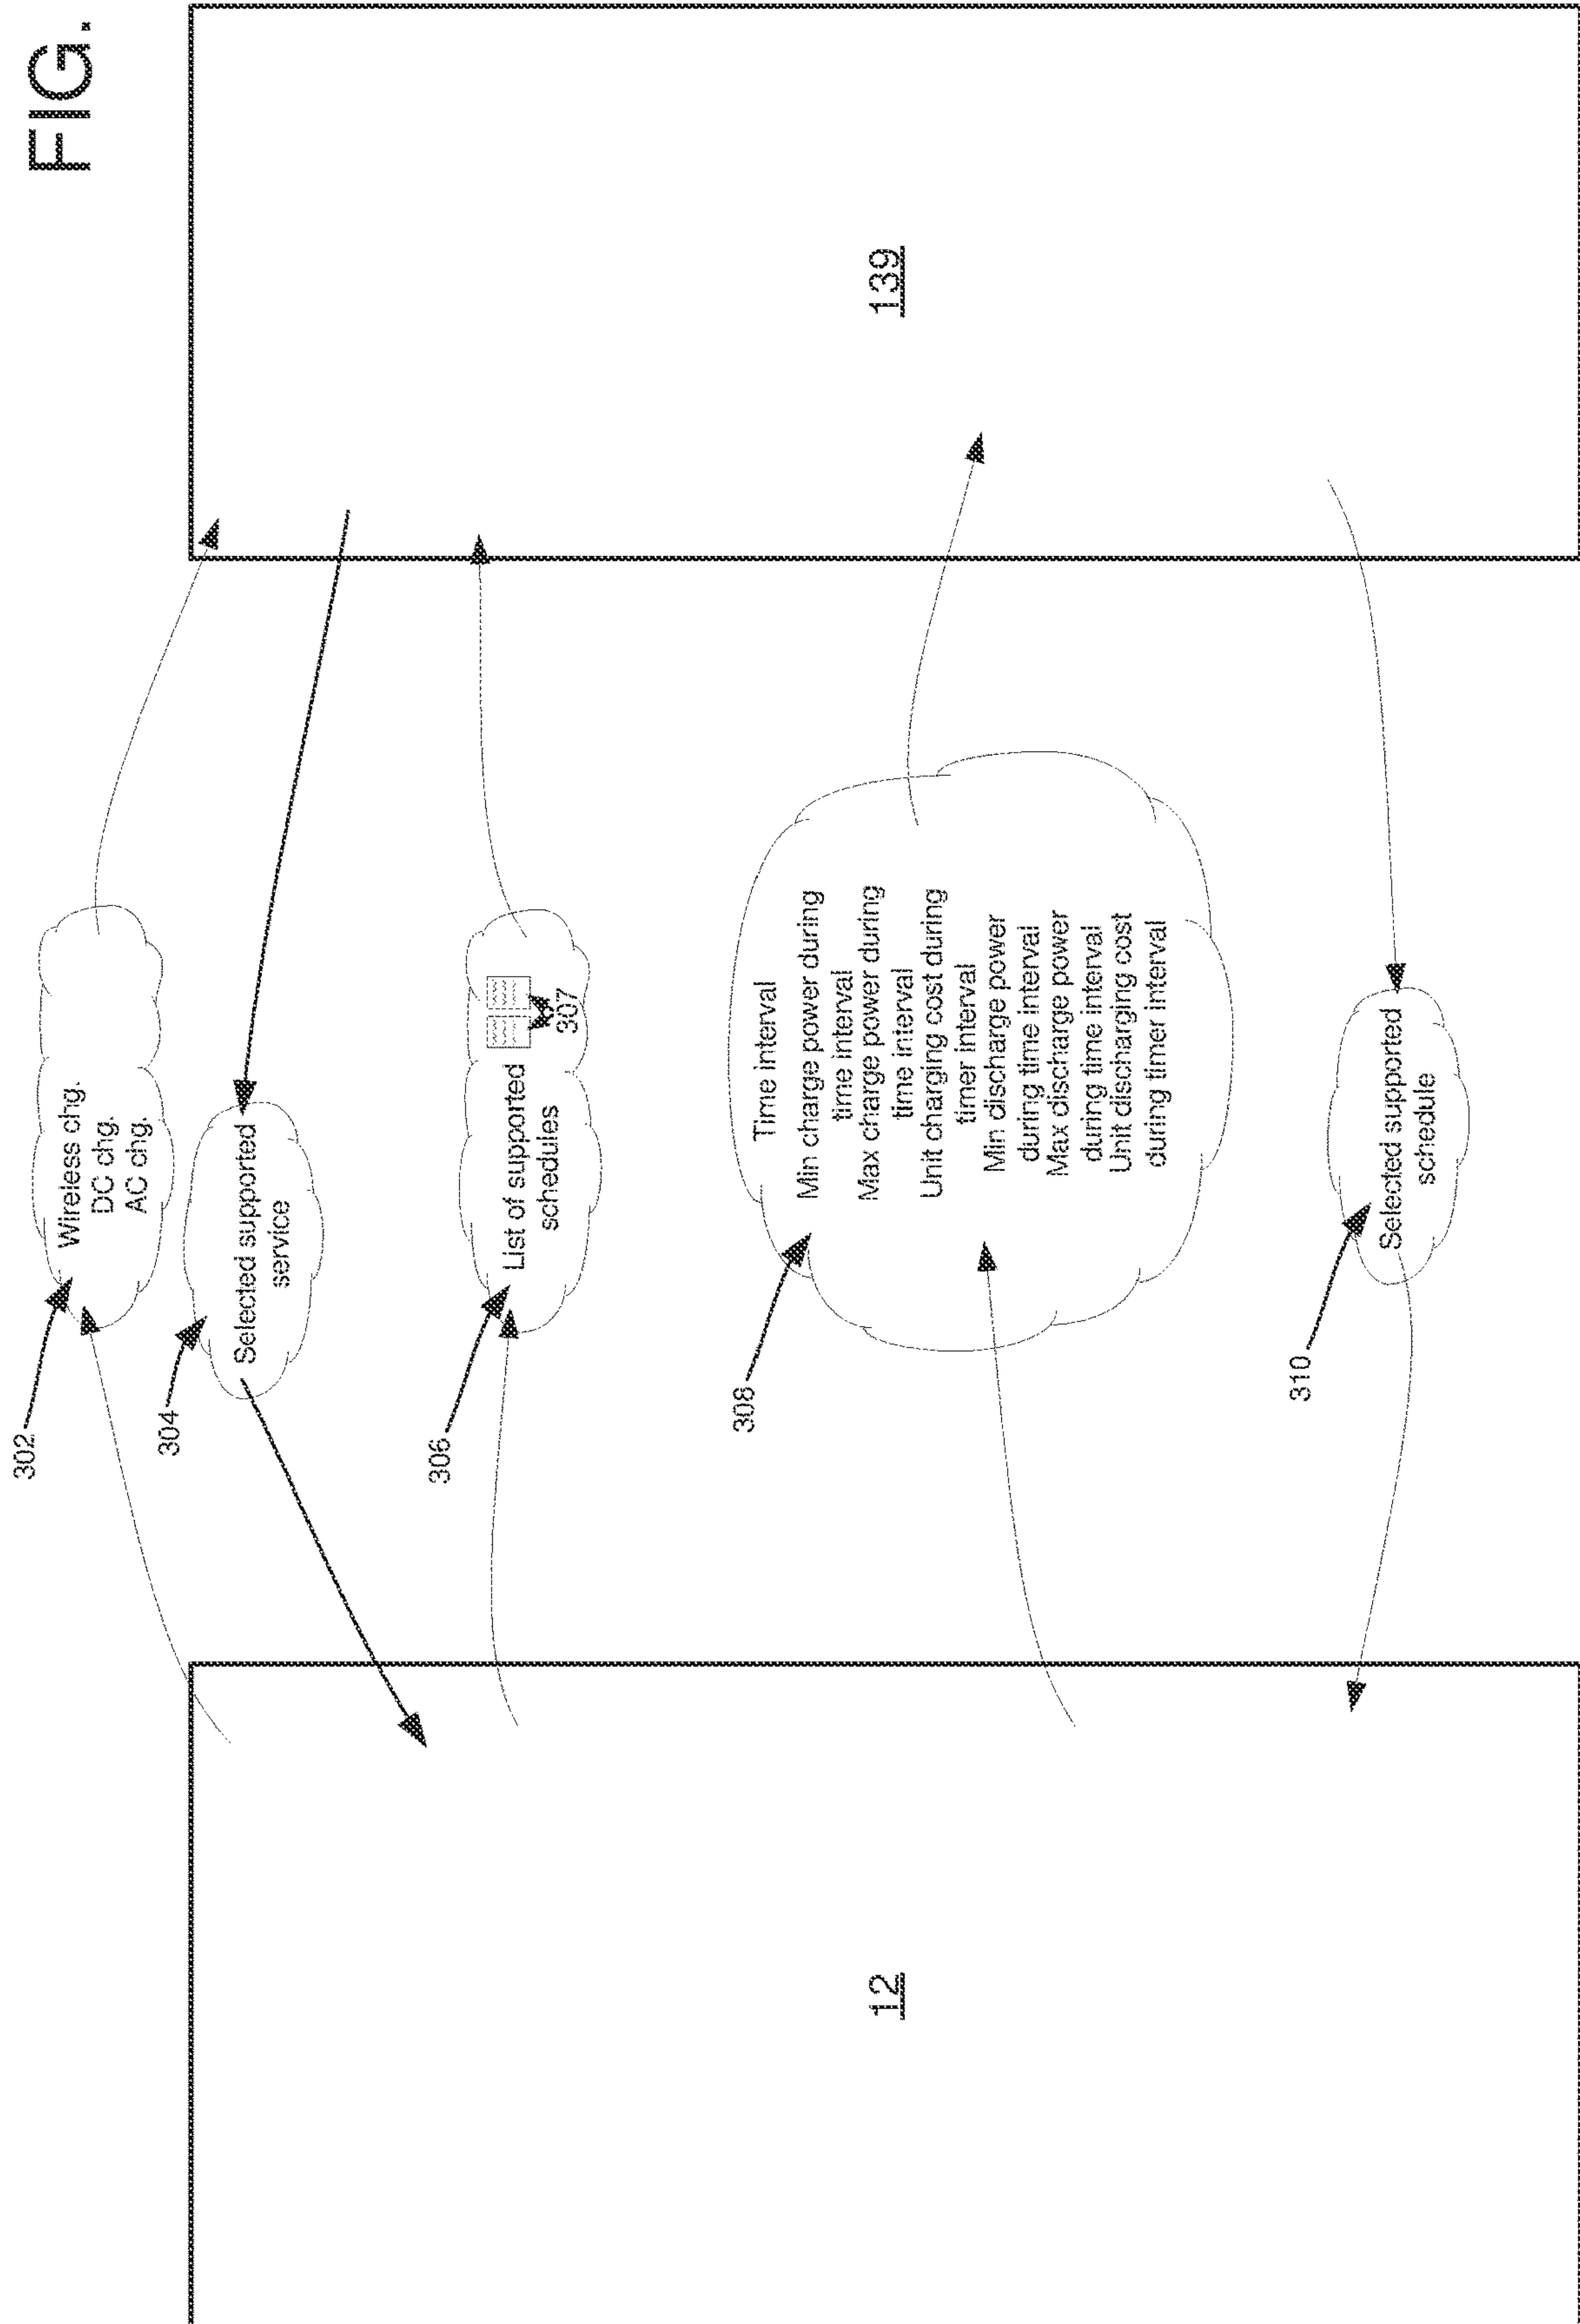 FIG.
302
Wireless chg.
DC chg.
AC chg.
304
Selected supported
service
306
List of supported
schedules
307
308
Time interval
Min charge power during
time interval
Max charge power during
time interval
Unit charging cost during
timer interval
Min discharge power
during time interval
Max discharge power
during time interval
Unit discharging cost
during timer interval
310
Selected supported
schedule
12
139